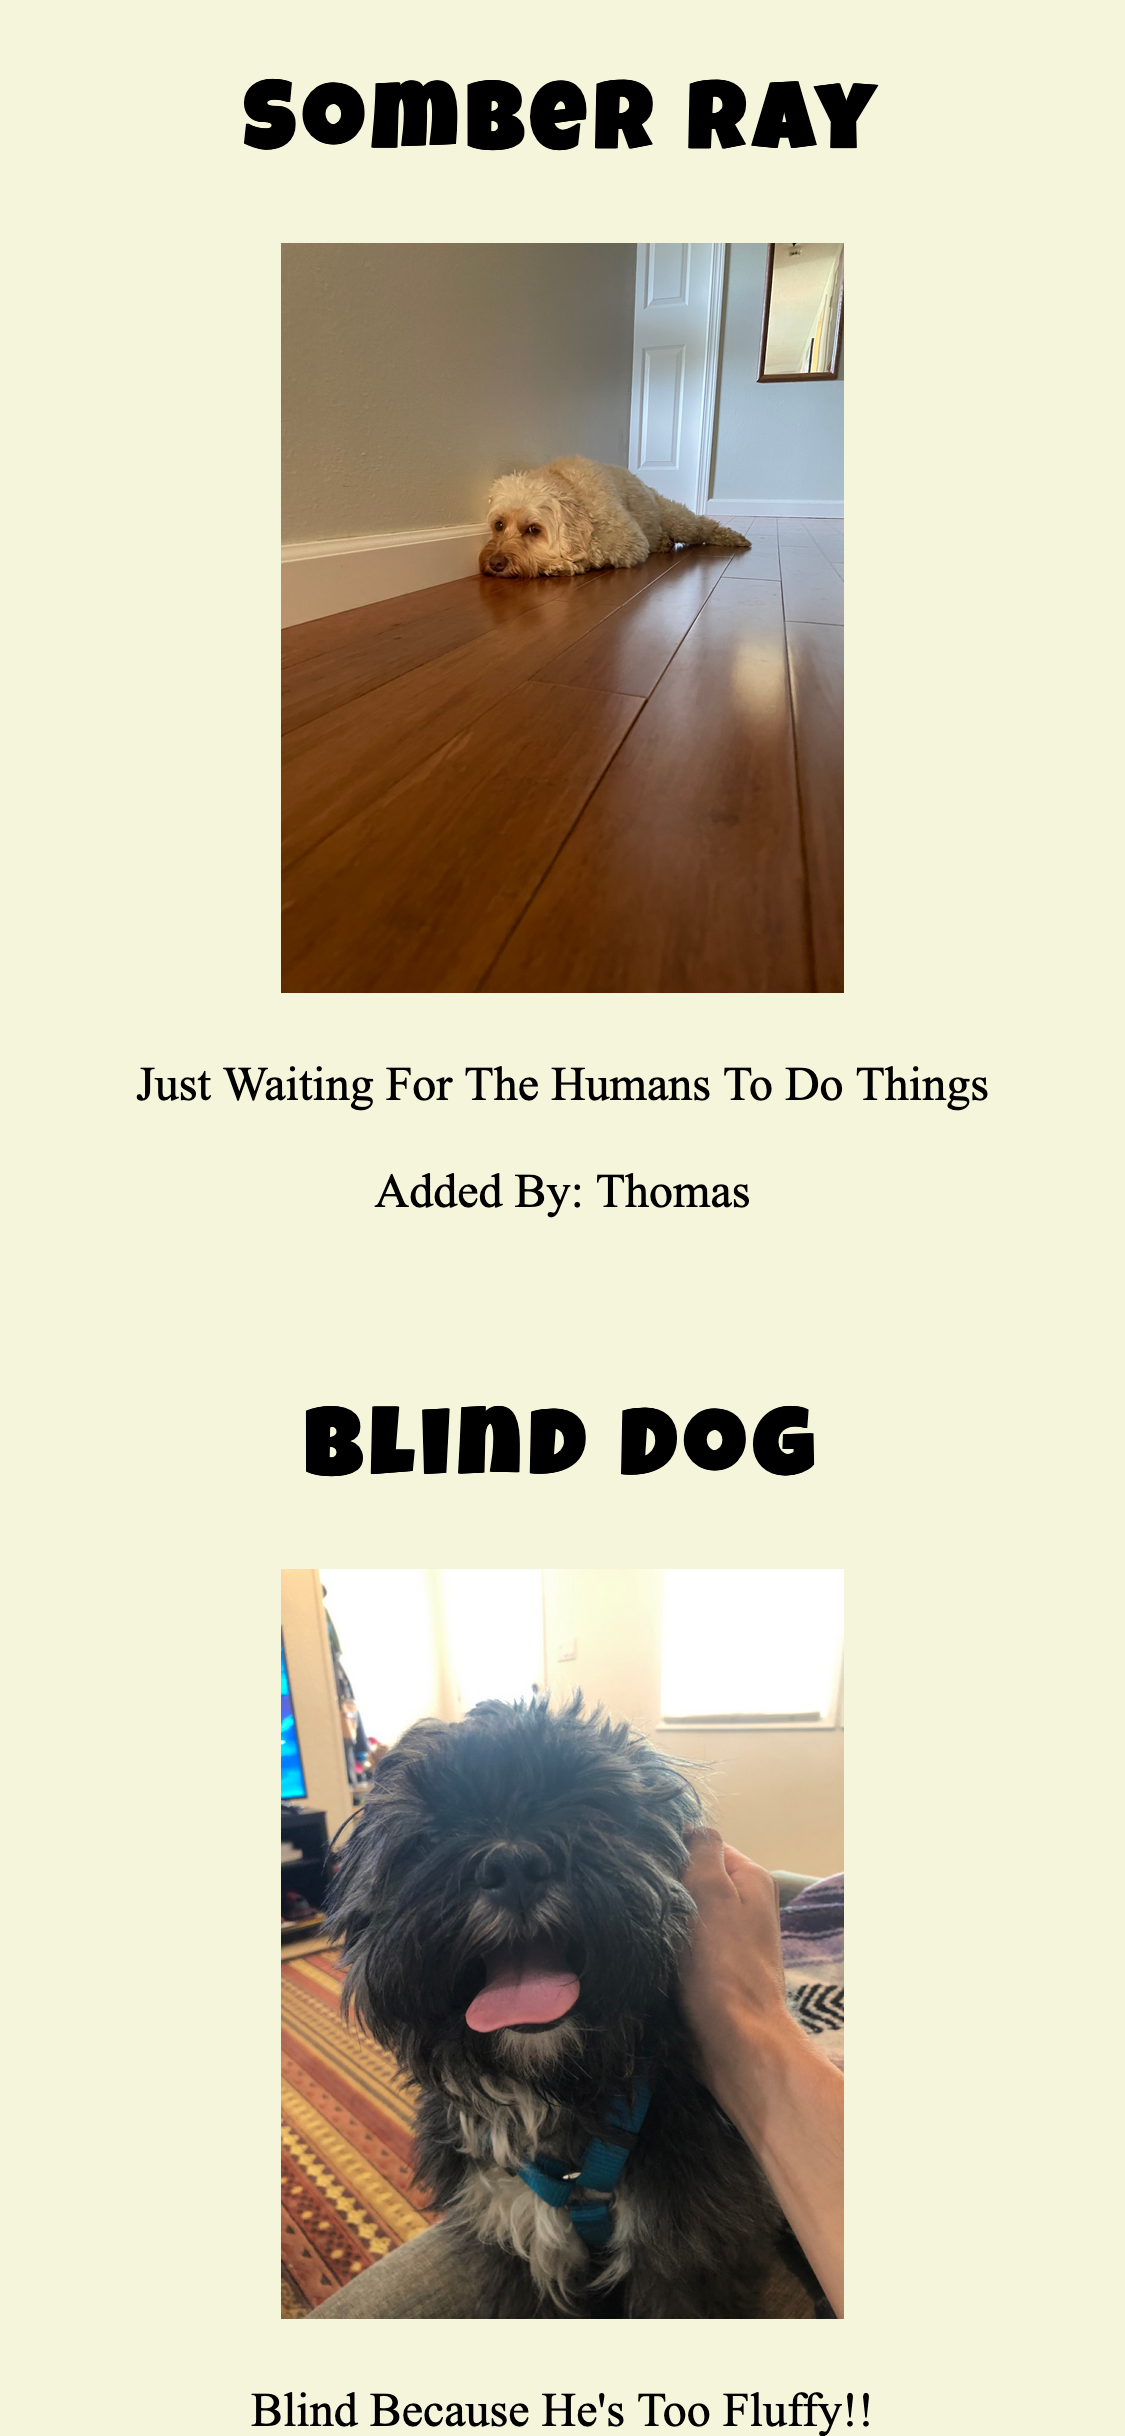 Somber Ray
Just Waiting For The Humans To Do Things
Added By: Thomas
Blind Dog
Blind Because He's Too Fluffy!!